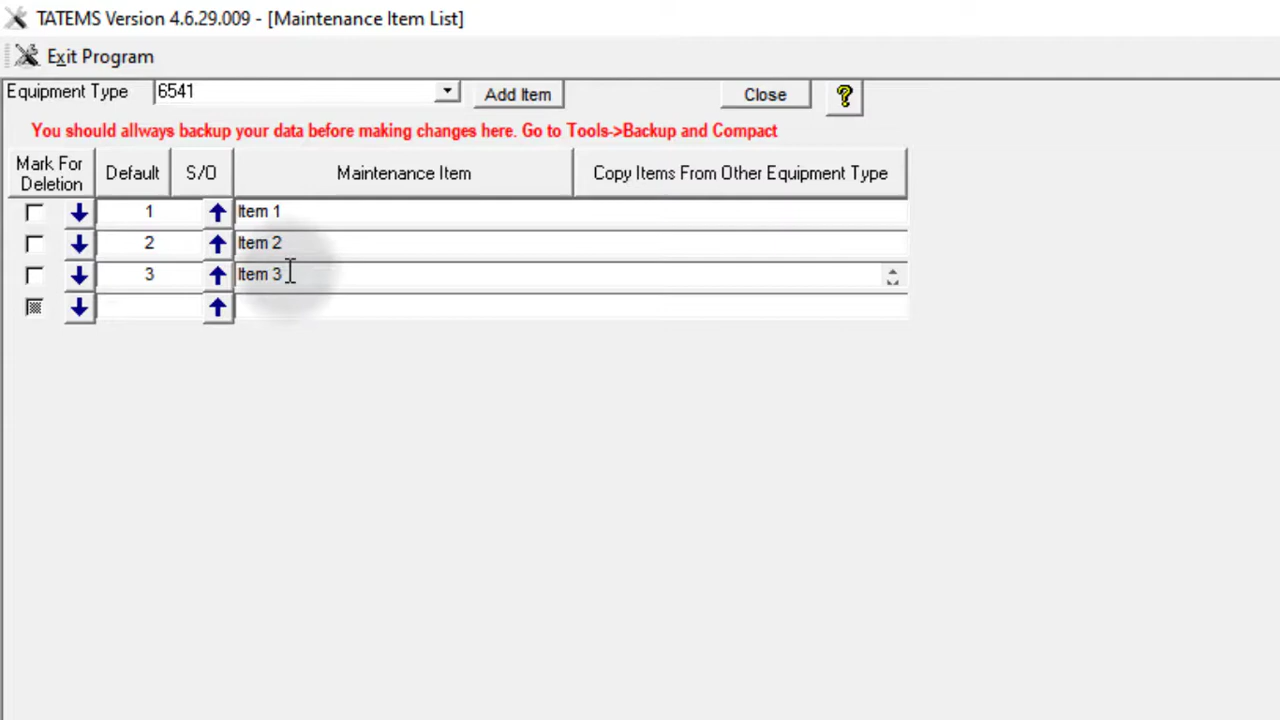 TATEMS Version 4.6.29.009 - [Maintenance Item List]
Exit Program
Equipment Type 6541 Add Item Close ?
You should allways backup your data before making changes here. Go to Tools->Backup and Compact
Mark For Deletion Default S/O Maintenance Item Copy Items From Other Equipment Type
1 Item 1
2 Item 2
3 Item 3